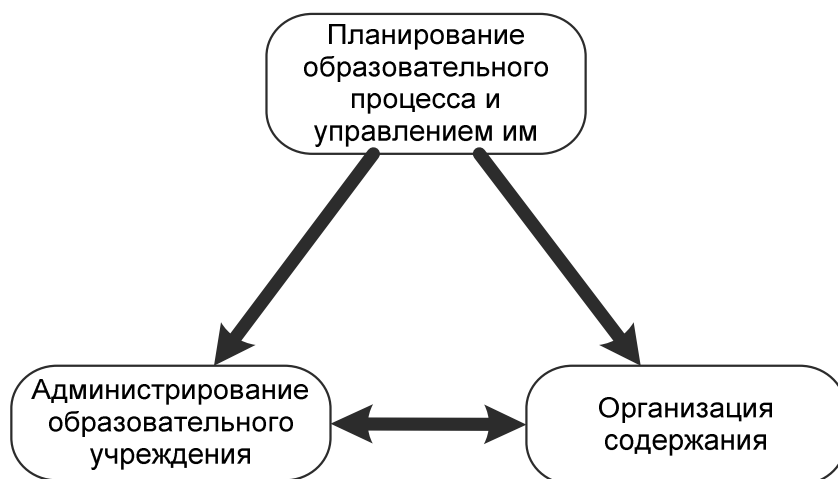 Планирование
образовательного
процесса и
управлением им
Администрирование
образовательного
учреждения
Организация
содержания